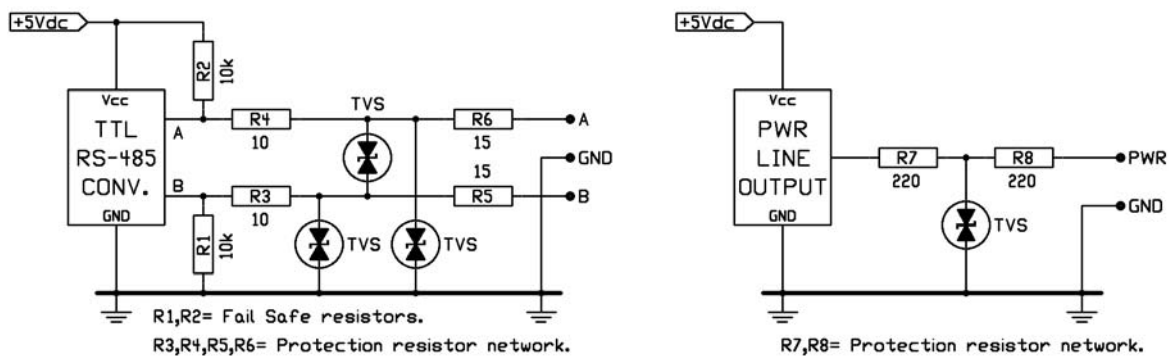 +5Vdc
R2
10k
Vcc
TTL
RS-485
CONV.
GND
A
B
R4
10
R3
10
R1
10k
TVS
TVS
TVS
R6
15
15
R5
A
GND
B
R1,R2= Fail Safe resistors.
R3,R4,R5,R6= Protection resistor network.
+5Vdc
Vcc
PWR
LINE
OUTPUT
GND
R7
220
R8
220
TVS
PWR
GND
R7,R8= Protection resistor network.